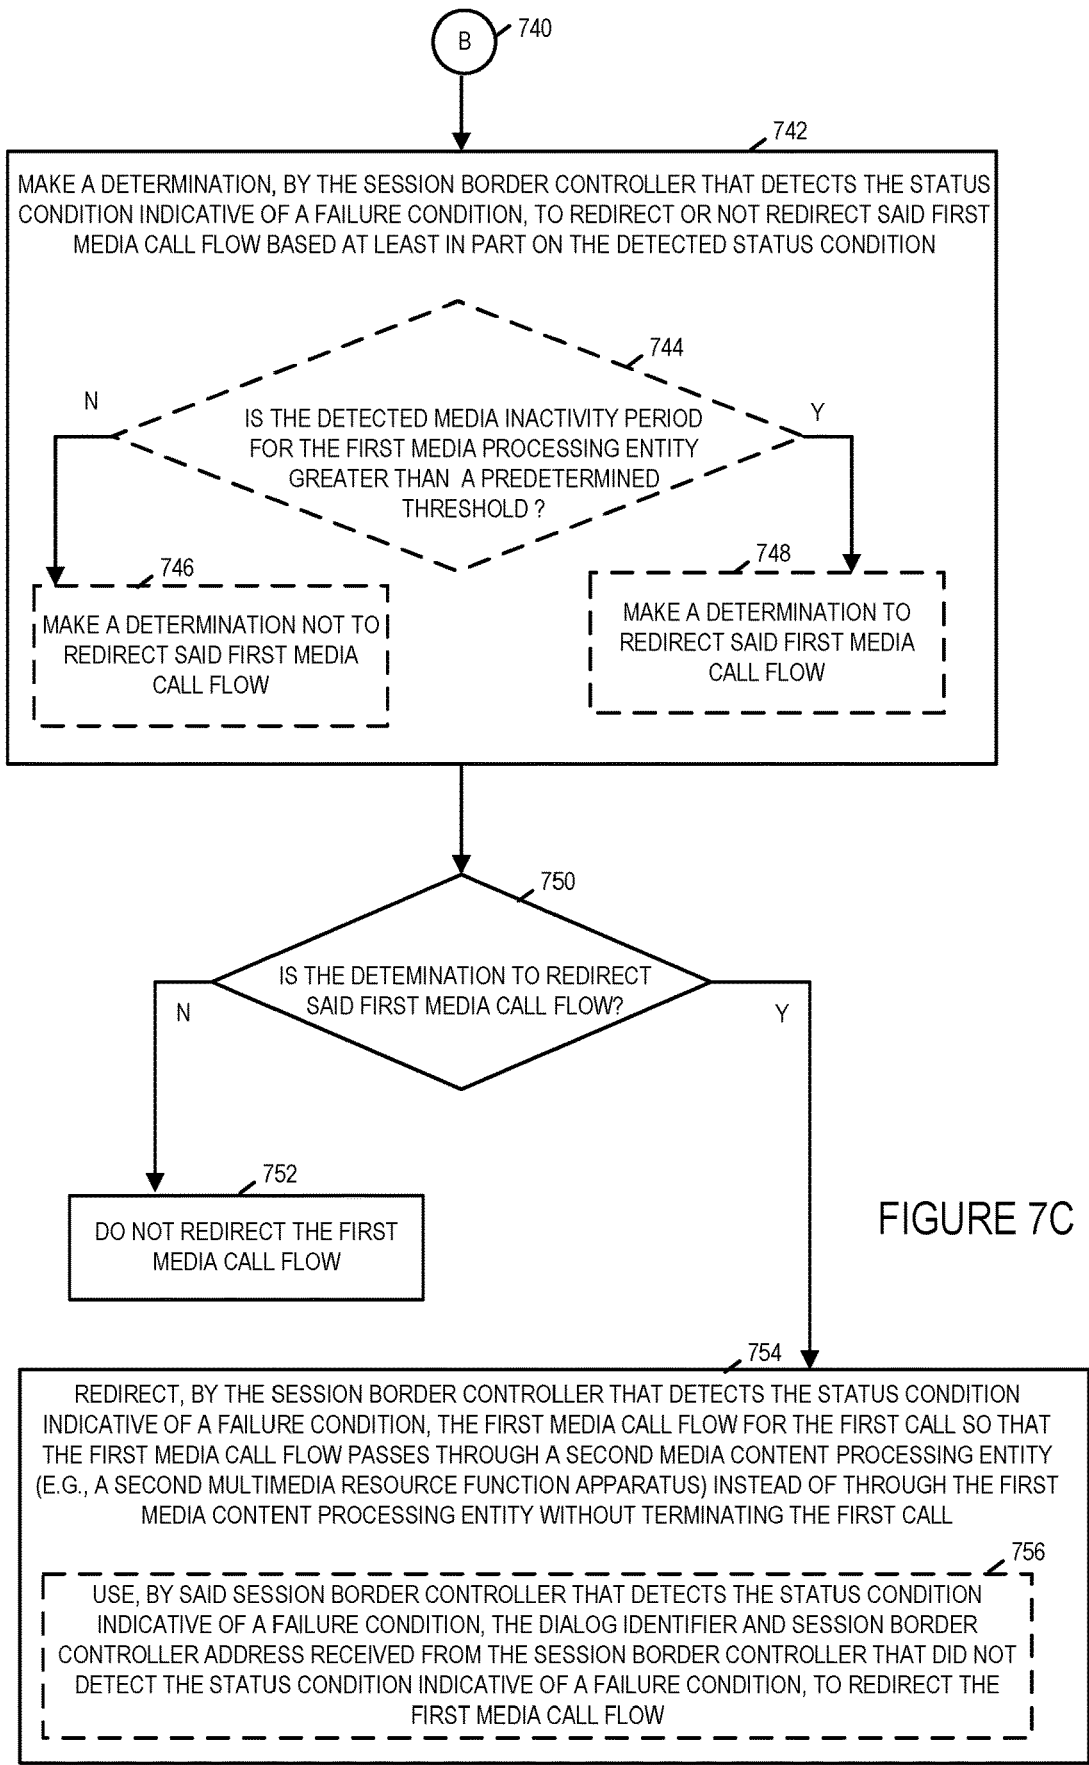 B
740
742
MAKE A DETERMINATION, BY THE SESSION BORDER CONTROLLER THAT DETECTS THE STATUS
CONDITION INDICATIVE OF A FAILURE CONDITION, TO REDIRECT OR NOT REDIRECT SAID FIRST
MEDIA CALL FLOW BASED AT LEAST IN PART ON THE DETECTED STATUS CONDITION
744
N
Y
IS THE DETECTED MEDIA INACTIVITY PERIOD
FOR THE FIRST MEDIA PROCESSING ENTITY
GREATER THAN A PREDETERMINED
THRESHOLD ?
746
MAKE A DETERMINATION NOT TO
REDIRECT SAID FIRST MEDIA
CALL FLOW
748
MAKE A DETERMINATION TO
REDIRECT SAID FIRST MEDIA
CALL FLOW
750
IS THE DETEMINATION TO REDIRECT
SAID FIRST MEDIA CALL FLOW?
N
Y
752
DO NOT REDIRECT THE FIRST
MEDIA CALL FLOW
FIGURE 7C
754
REDIRECT, BY THE SESSION BORDER CONTROLLER THAT DETECTS THE STATUS CONDITION
INDICATIVE OF A FAILURE CONDITION, THE FIRST MEDIA CALL FLOW FOR THE FIRST CALL SO THAT
THE FIRST MEDIA CALL FLOW PASSES THROUGH A SECOND MEDIA CONTENT PROCESSING ENTITY
(E.G., A SECOND MULTIMEDIA RESOURCE FUNCTION APPARATUS) INSTEAD OF THROUGH THE FIRST
MEDIA CONTENT PROCESSING ENTITY WITHOUT TERMINATING THE FIRST CALL
756
USE, BY SAID SESSION BORDER CONTROLLER THAT DETECTS THE STATUS CONDITION
INDICATIVE OF A FAILURE CONDITION, THE DIALOG IDENTIFIER AND SESSION BORDER
CONTROLLER ADDRESS RECEIVED FROM THE SESSION BORDER CONTROLLER THAT DID NOT
DETECT THE STATUS CONDITION INDICATIVE OF A FAILURE CONDITION, TO REDIRECT THE
FIRST MEDIA CALL FLOW